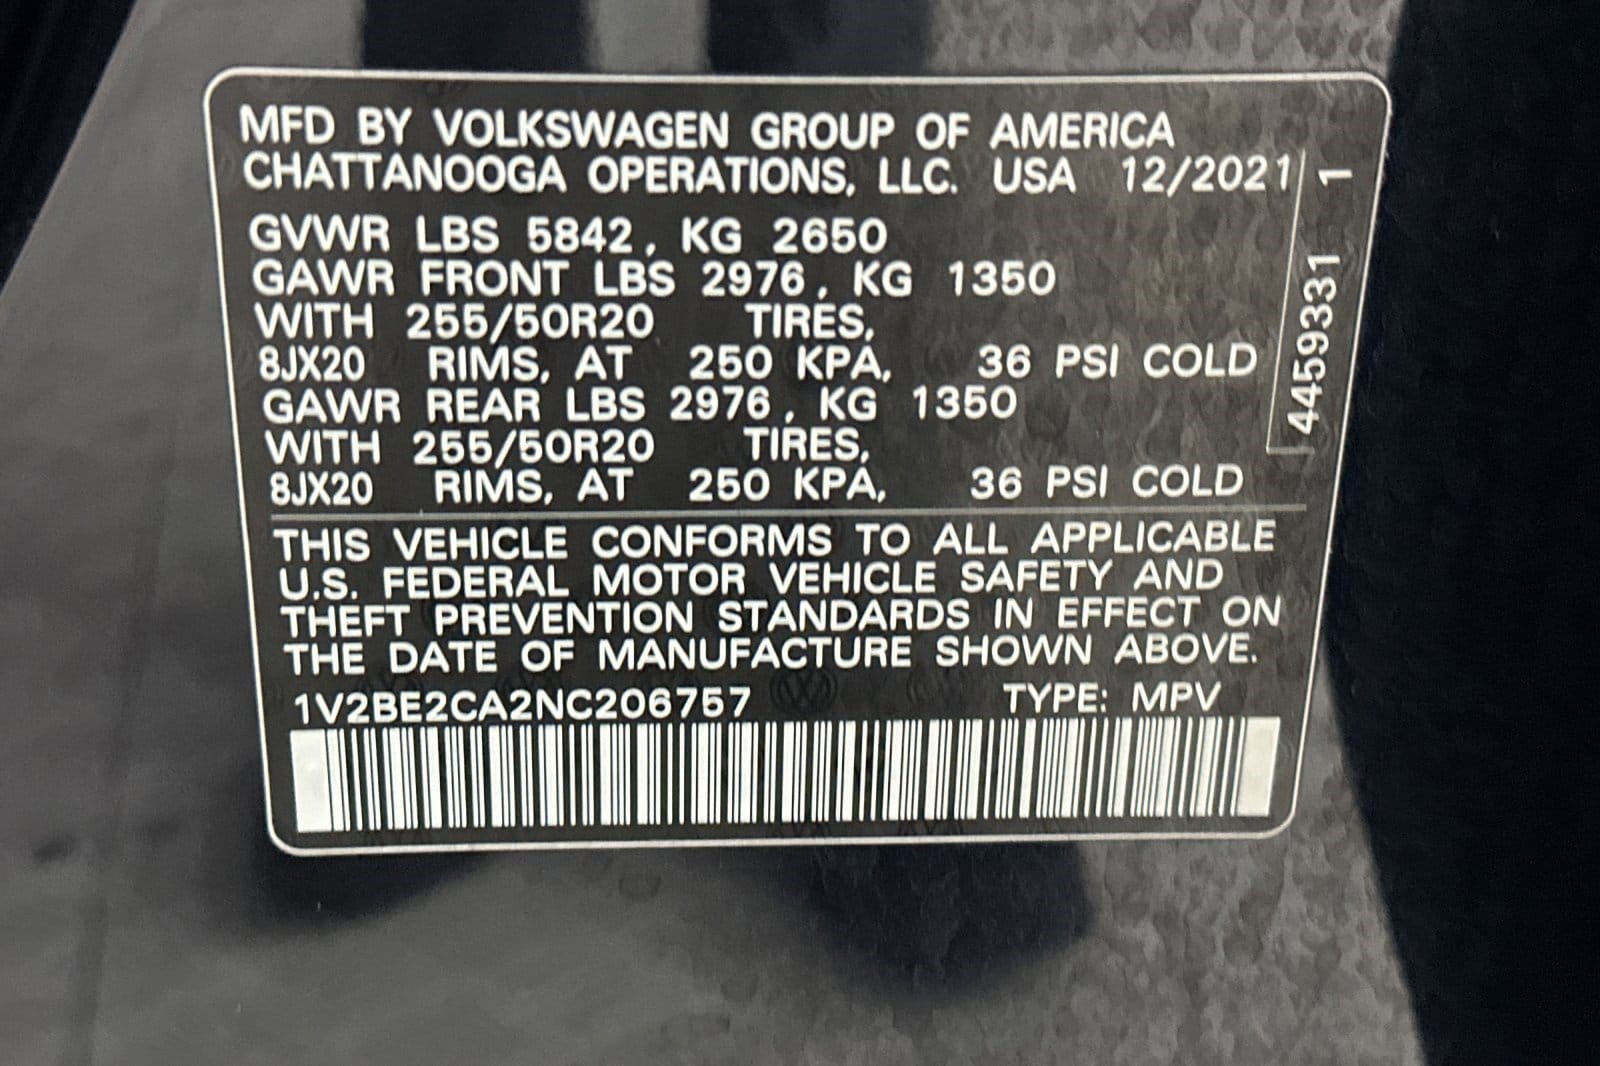 MFD BY VOLKSWAGEN GROUP OF AMERICA
CHATTANOOGA OPERATIONS, LLC. USA 12/2021
GVWR LBS 5842, KG 2650
GAWR FRONT LBS 2976, KG 1350
WITH 255/50R20 TIRES,
8JX20 RIMS, AT 250 KPA, 36 PSI COLD
GAWR REAR LBS 2976, KG 1350
WITH 255/50R20 TIRES,
8JX20 RIMS, AT 250 KPA, 36 PSI COLD
4459331 1
THIS VEHICLE CONFORMS TO ALL APPLICABLE
U.S. FEDERAL MOTOR VEHICLE SAFETY AND
THEFT PREVENTION STANDARDS IN EFFECT ON
THE DATE OF MANUFACTURE SHOWN ABOVE.
1V2BE2CA2NC206757 TYPE: MPV